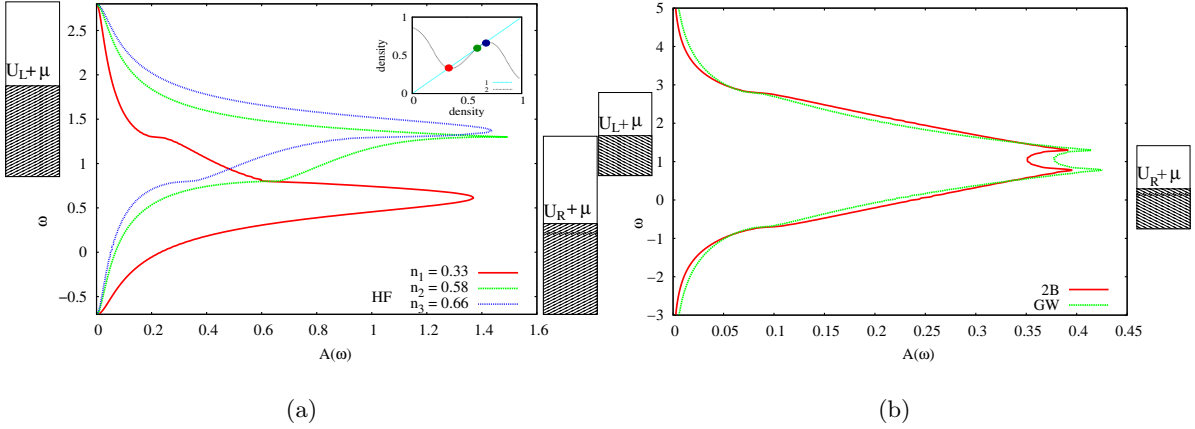 2.5
2
1.5
1
0.5
0
−0.5
ω
0
0.2
0.4
0.6
0.8
1
1.2
1.4
1.6
A(ω)
U_L+μ
U_R+μ
HF
n₁ = 0.33
n₂ = 0.58
n₃ = 0.66
1
0.5
0
density
0
0.5
1
density
1
2
(a)
5
4
3
2
1
0
−1
−2
−3
ω
0
0.05
0.1
0.15
0.2
0.25
0.3
0.35
0.4
0.45
A(ω)
U_L+μ
U_R+μ
2B
GW
(b)